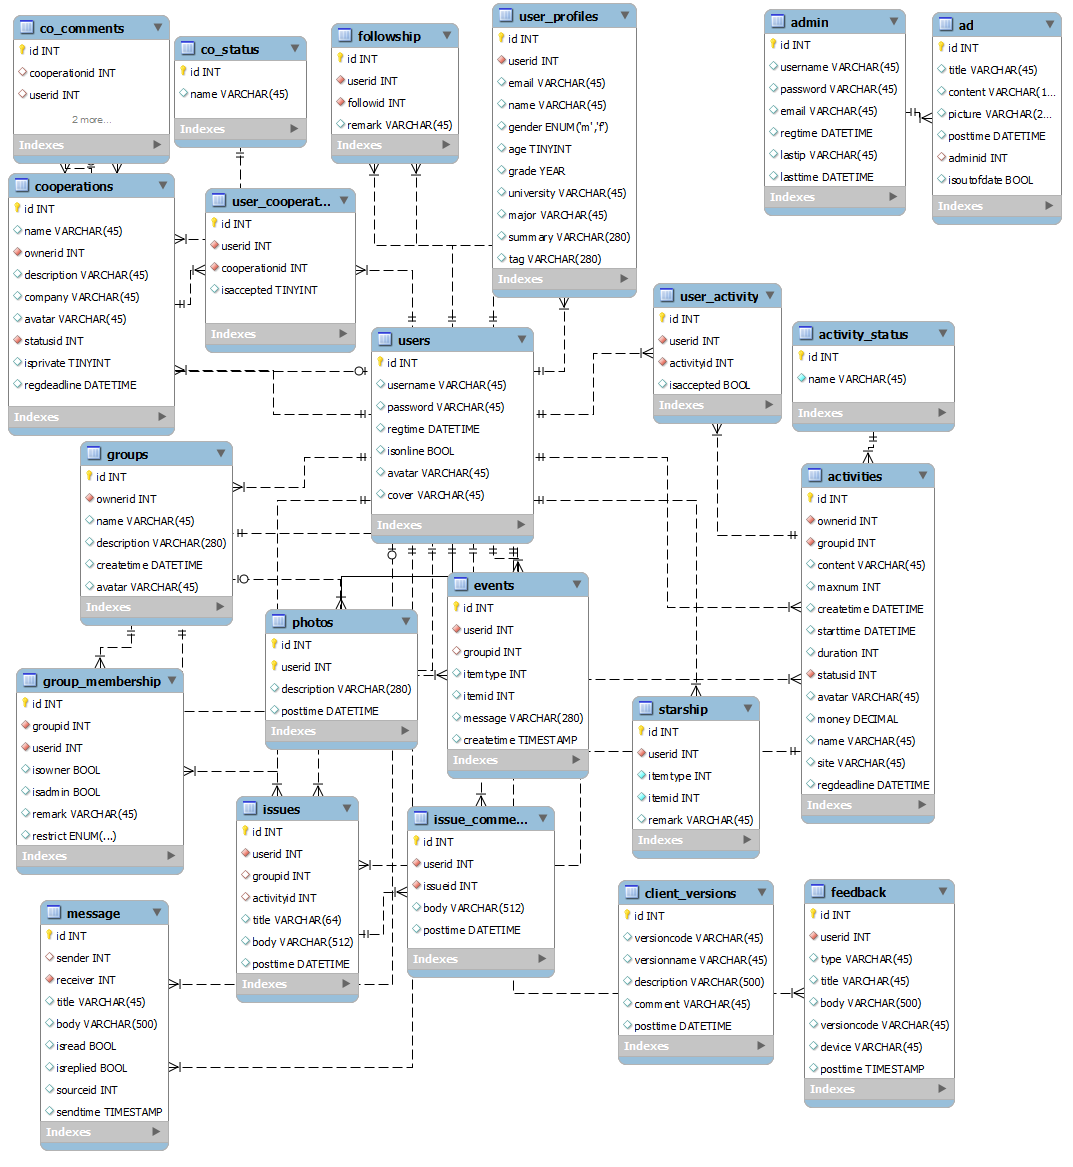 co_comments
id INT
cooperationid INT
userid INT
2 more...
Indexes
co_status
id INT
name VARCHAR(45)
Indexes
followship
id INT
userid INT
followid INT
remark VARCHAR(45)
Indexes
user_profiles
id INT
userid INT
email VARCHAR(45)
name VARCHAR(45)
gender ENUM('m','f')
age TINYINT
grade YEAR
university VARCHAR(45)
major VARCHAR(45)
summary VARCHAR(280)
tag VARCHAR(280)
Indexes
admin
id INT
username VARCHAR(45)
password VARCHAR(45)
email VARCHAR(45)
regtime DATETIME
lastip VARCHAR(45)
lasttime DATETIME
Indexes
ad
id INT
title VARCHAR(45)
content VARCHAR(1...
picture VARCHAR(2...
posttime DATETIME
adminid INT
isoutofdate BOOL
Indexes
cooperations
id INT
name VARCHAR(45)
ownerid INT
description VARCHAR(45)
company VARCHAR(45)
avatar VARCHAR(45)
statusid INT
isprivate TINYINT
regdeadline DATETIME
Indexes
user_cooperat...
id INT
userid INT
cooperationid INT
isaccepted TINYINT
Indexes
users
id INT
username VARCHAR(45)
password VARCHAR(45)
regtime DATETIME
isonline BOOL
avatar VARCHAR(45)
cover VARCHAR(45)
Indexes
user_activity
id INT
userid INT
activityid INT
isaccepted BOOL
Indexes
activity_status
id INT
name VARCHAR(45)
Indexes
groups
id INT
ownerid INT
name VARCHAR(45)
description VARCHAR(280)
createtime DATETIME
avatar VARCHAR(45)
Indexes
activities
id INT
ownerid INT
groupid INT
content VARCHAR(45)
maxnum INT
createtime DATETIME
starttime DATETIME
duration INT
statusid INT
avatar VARCHAR(45)
money DECIMAL
name VARCHAR(45)
site VARCHAR(45)
regdeadline DATETIME
Indexes
photos
id INT
userid INT
description VARCHAR(280)
posttime DATETIME
Indexes
events
id INT
userid INT
groupid INT
itemtype INT
itemid INT
message VARCHAR(280)
createtime TIMESTAMP
Indexes
group_membership
id INT
groupid INT
userid INT
isowner BOOL
isadmin BOOL
remark VARCHAR(45)
restrict ENUM(...)
Indexes
starship
id INT
userid INT
itemtype INT
itemid INT
remark VARCHAR(45)
Indexes
issues
id INT
userid INT
groupid INT
activityid INT
title VARCHAR(64)
body VARCHAR(512)
posttime DATETIME
Indexes
issue_comme...
id INT
userid INT
issueid INT
body VARCHAR(512)
posttime DATETIME
Indexes
message
id INT
sender INT
receiver INT
title VARCHAR(45)
body VARCHAR(500)
isread BOOL
isreplied BOOL
sourceid INT
sendtime TIMESTAMP
Indexes
client_versions
id INT
versioncode VARCHAR(45)
versionname VARCHAR(45)
description VARCHAR(500)
comment VARCHAR(45)
posttime DATETIME
Indexes
feedback
id INT
userid INT
type VARCHAR(45)
title VARCHAR(45)
body VARCHAR(500)
versioncode VARCHAR(45)
device VARCHAR(45)
posttime TIMESTAMP
Indexes